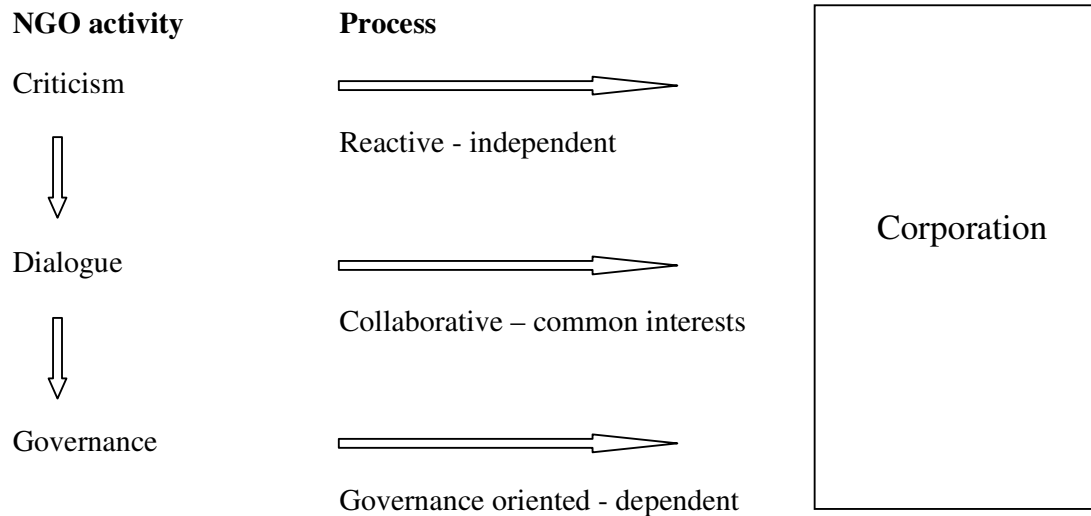 NGO activity Process
Criticism
Reactive - independent
Corporation
Dialogue
Collaborative – common interests
Governance
Governance oriented - dependent